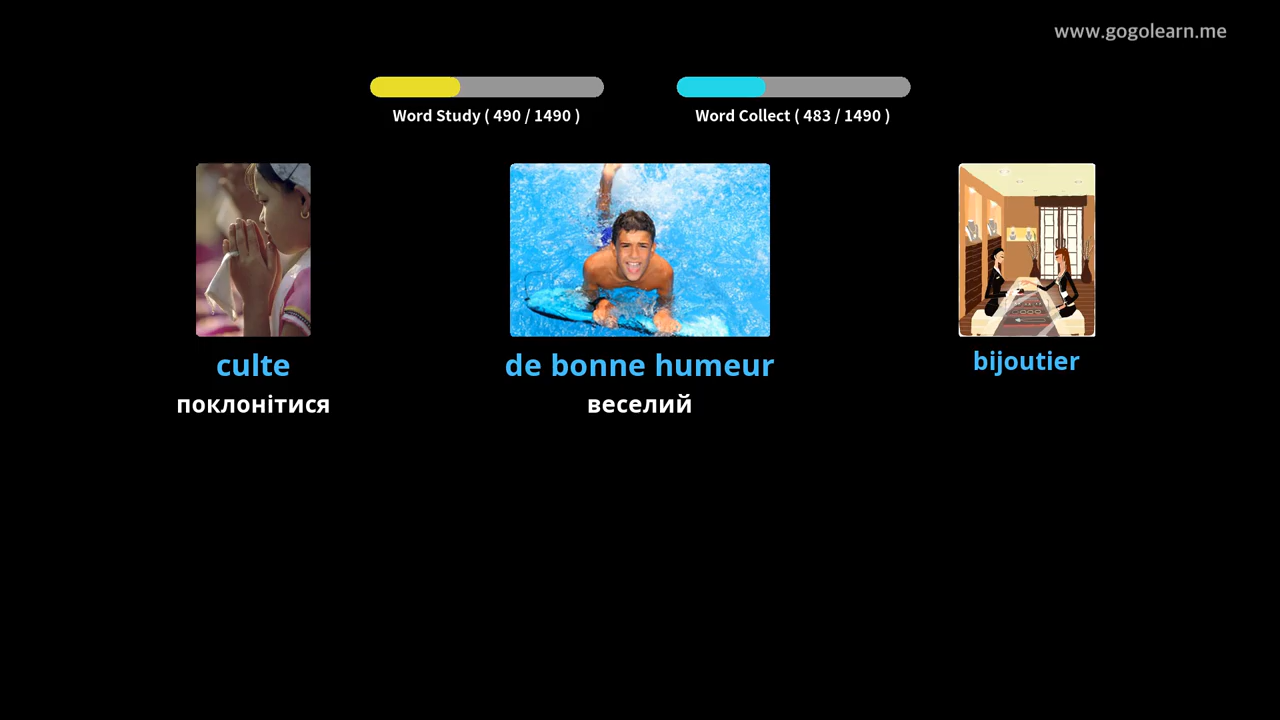 www.gogolearn.me
Word Study ( 490 / 1490 )
Word Collect ( 483 / 1490 )
culte
de bonne humeur
bijoutier
поклонітися
веселий